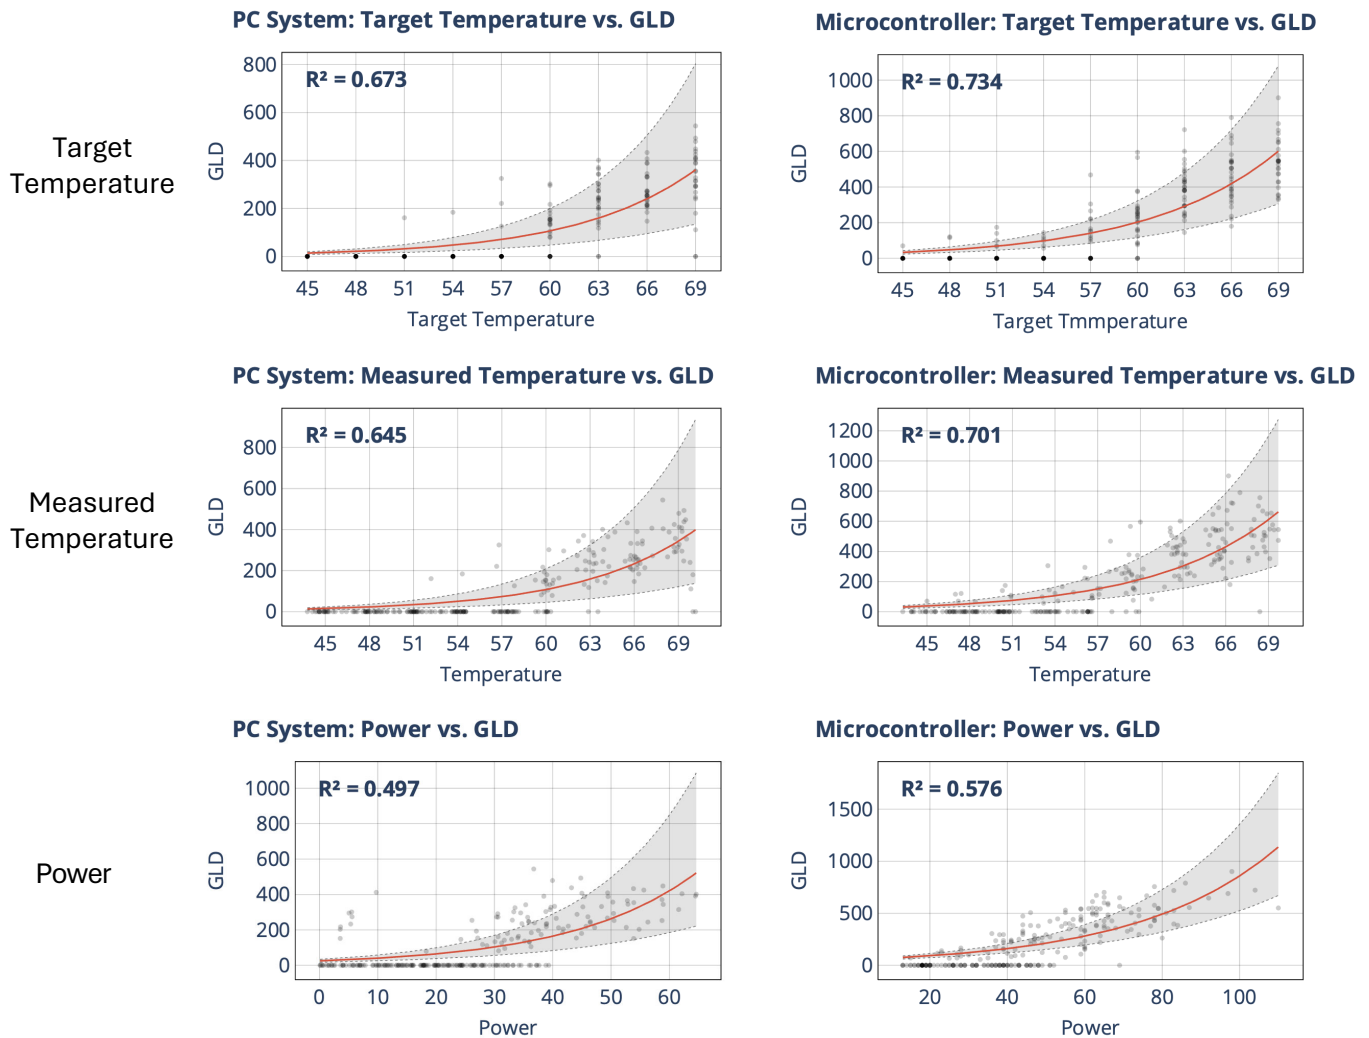 PC System: Target Temperature vs. GLD
Microcontroller: Target Temperature vs. GLD
Target
Temperature
R² = 0.673
GLD
800
600
400
200
0
45 48 51 54 57 60 63 66 69
Target Temperature
R² = 0.734
GLD
1000
800
600
400
200
0
45 48 51 54 57 60 63 66 69
Target Tmmperature
PC System: Measured Temperature vs. GLD
Microcontroller: Measured Temperature vs. GLD
Measured
Temperature
R² = 0.645
GLD
800
600
400
200
0
45 48 51 54 57 60 63 66 69
Temperature
R² = 0.701
GLD
1200
1000
800
600
400
200
0
45 48 51 54 57 60 63 66 69
Temperature
PC System: Power vs. GLD
Microcontroller: Power vs. GLD
Power
R² = 0.497
GLD
1000
800
600
400
200
0
0 10 20 30 40 50 60
Power
R² = 0.576
GLD
1500
1000
500
0
20 40 60 80 100
Power